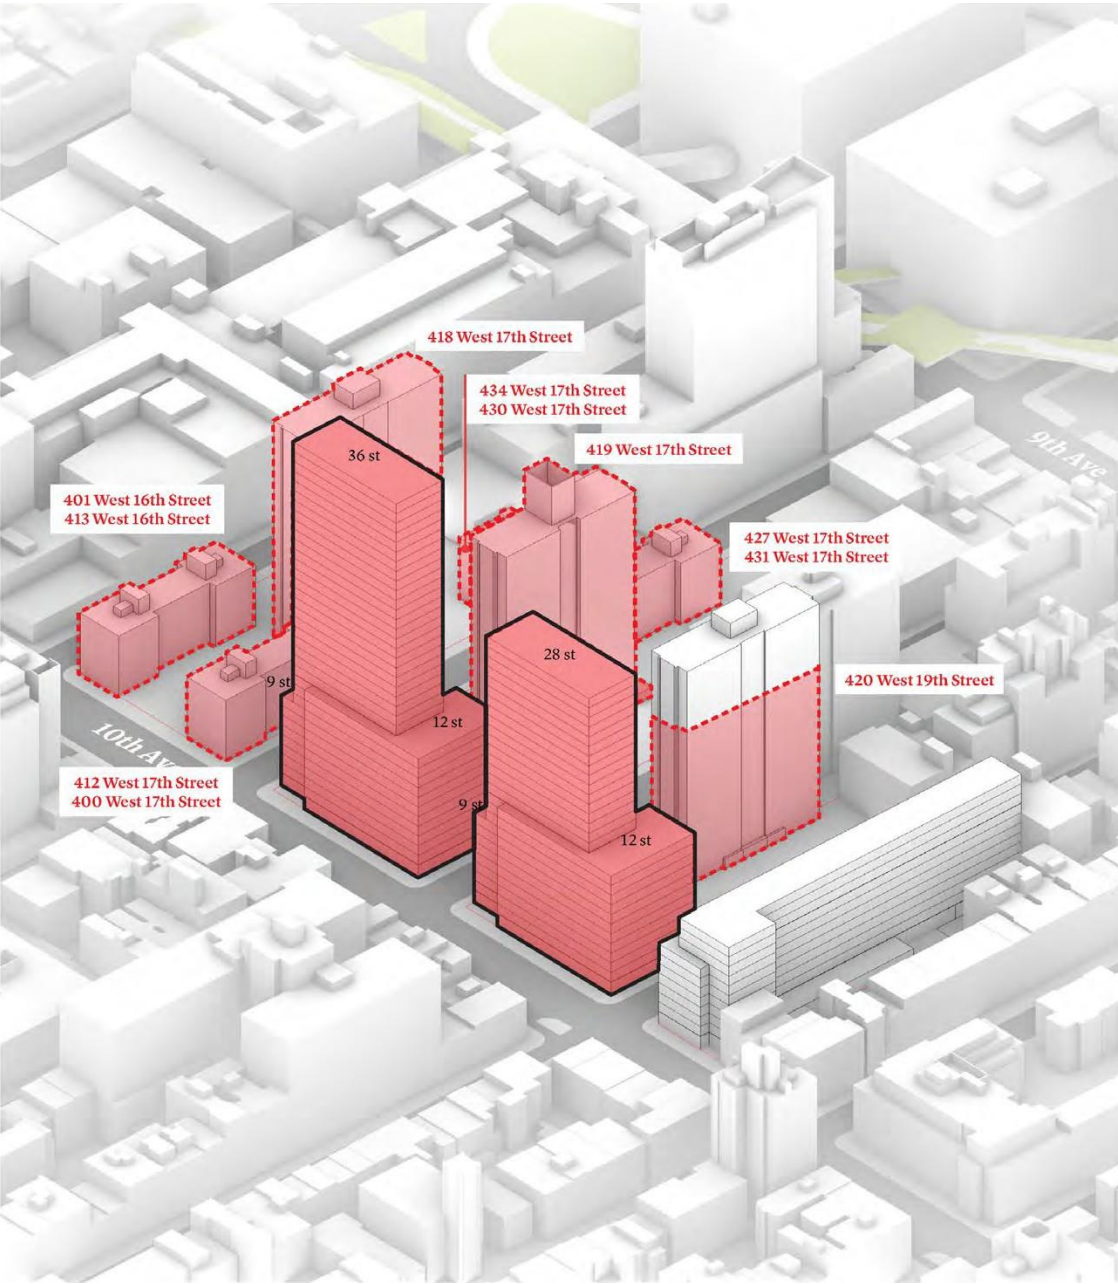 418 West 17th Street
434 West 17th Street
430 West 17th Street
419 West 17th Street
9th Ave
36 st
401 West 16th Street
413 West 16th Street
427 West 17th Street
431 West 17th Street
28 st
9 st
420 West 19th Street
12 st
10th Av
412 West 17th Street
400 West 17th Street
9 st
12 st